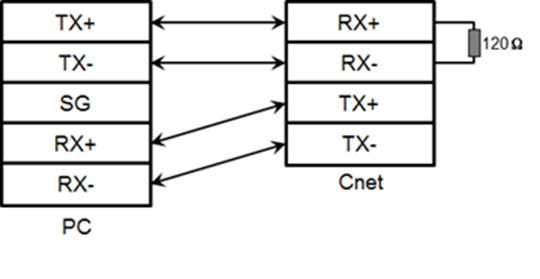 TX+
TX-
SG
RX+
RX-
PC
RX+
RX-
TX+
TX-
Cnet
120Ω